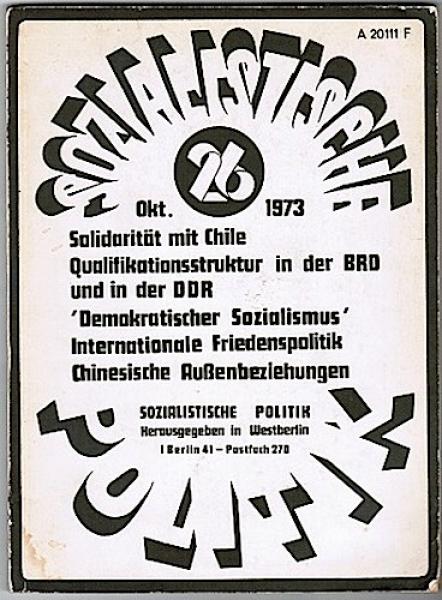 A 20111 F
SOZIALISTISCHE
26
Okt. 1973
Solidarität mit Chile
Qualifikationsstruktur in der BRD
und in der DDR
'Demokratischer Sozialismus'
Internationale Friedenspolitik
Chinesische Außenbeziehungen
SOZIALISTISCHE POLITIK
Herausgegeben in Westberlin
1 Berlin 41 – Postfach 270
POLITIK